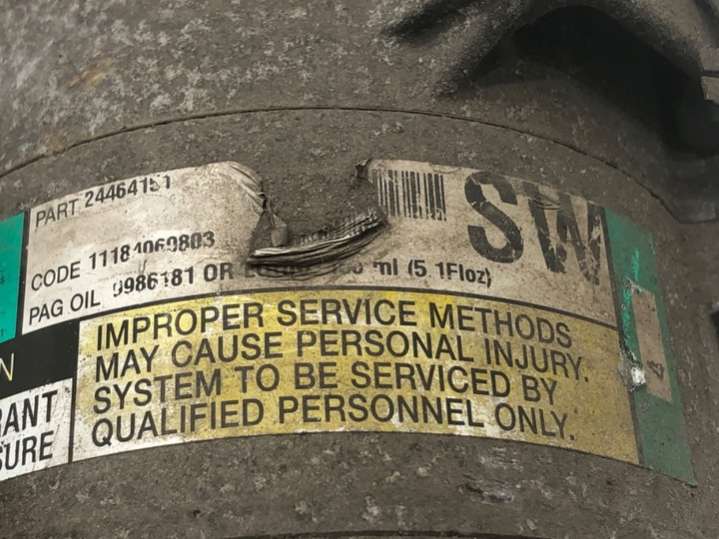 PART 24464151
SW
CODE 11184069803
PAG OIL 9986181 OR ml (5.1Floz)
IMPROPER SERVICE METHODS
MAY CAUSE PERSONAL INJURY.
SYSTEM TO BE SERVICED BY
QUALIFIED PERSONNEL ONLY.
N
RANT
SURE